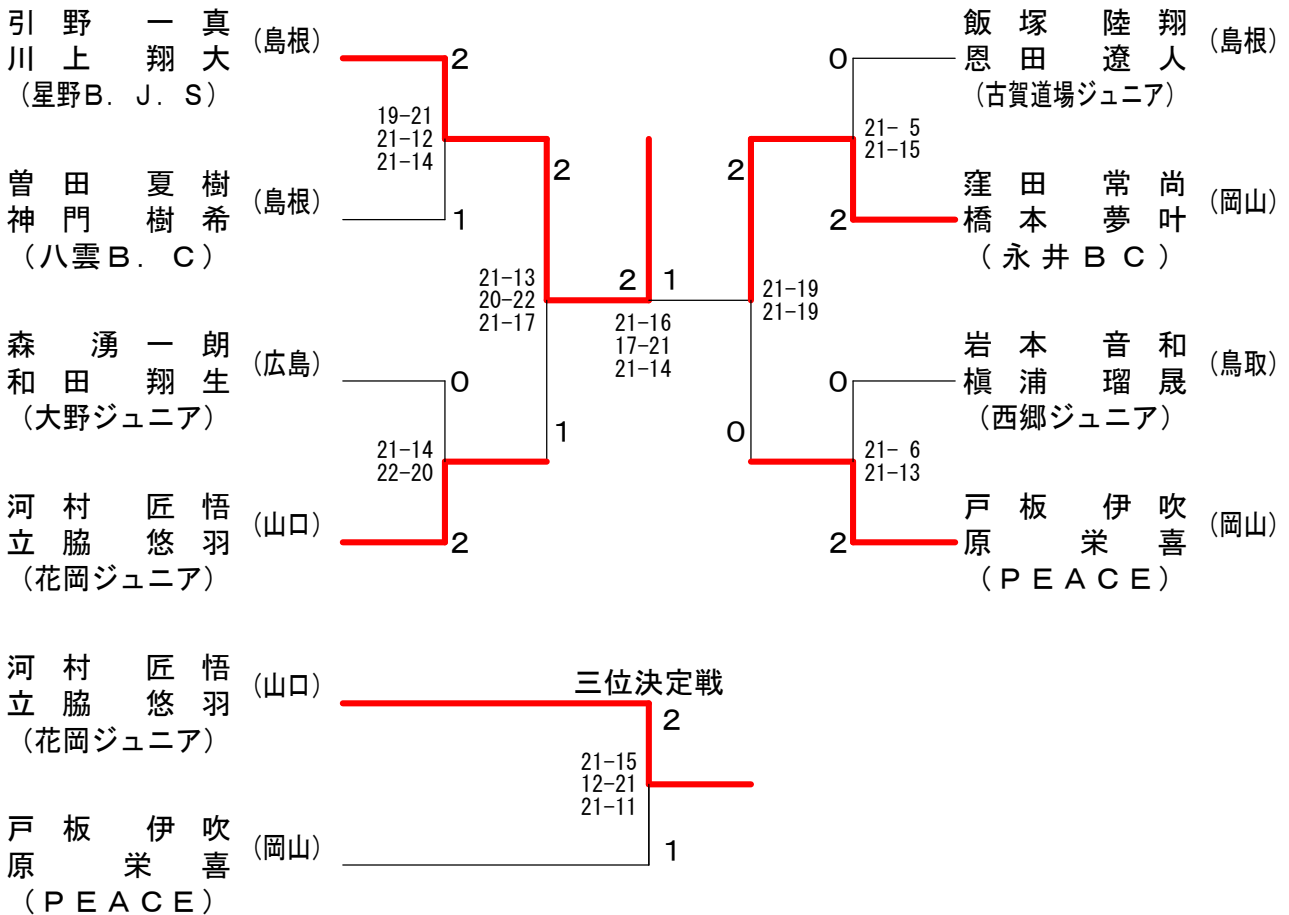 引野 一真 (島根)
川上 翔大
(星野B.J.S)
2
19-21
21-12
21-14
曽田 夏樹 (島根)
神門 樹希
(八雲B.C)
1
2
21-13
20-22
21-17
森 湧一朗 (広島)
和田 翔生
(大野ジュニア)
0
21-14
22-20
1
河村 匠悟 (山口)
立脇 悠羽
(花岡ジュニア)
2
2 1
21-16
17-21
21-14
飯塚 陸翔 (島根)
恩田 遼人
(古賀道場ジュニア)
0
21- 5
21-15
2
窪田 常尚 (岡山)
橋本 夢叶
(永井BC)
2
21-19
21-19
岩本 音和 (鳥取)
槇浦 瑠晟
(西郷ジュニア)
0
0
21- 6
21-13
戸板 伊吹 (岡山)
原 栄喜
(PEACE)
2
三位決定戦
河村 匠悟 (山口)
立脇 悠羽
(花岡ジュニア)
2
21-15
12-21
21-11
戸板 伊吹 (岡山)
原 栄喜
(PEACE)
1